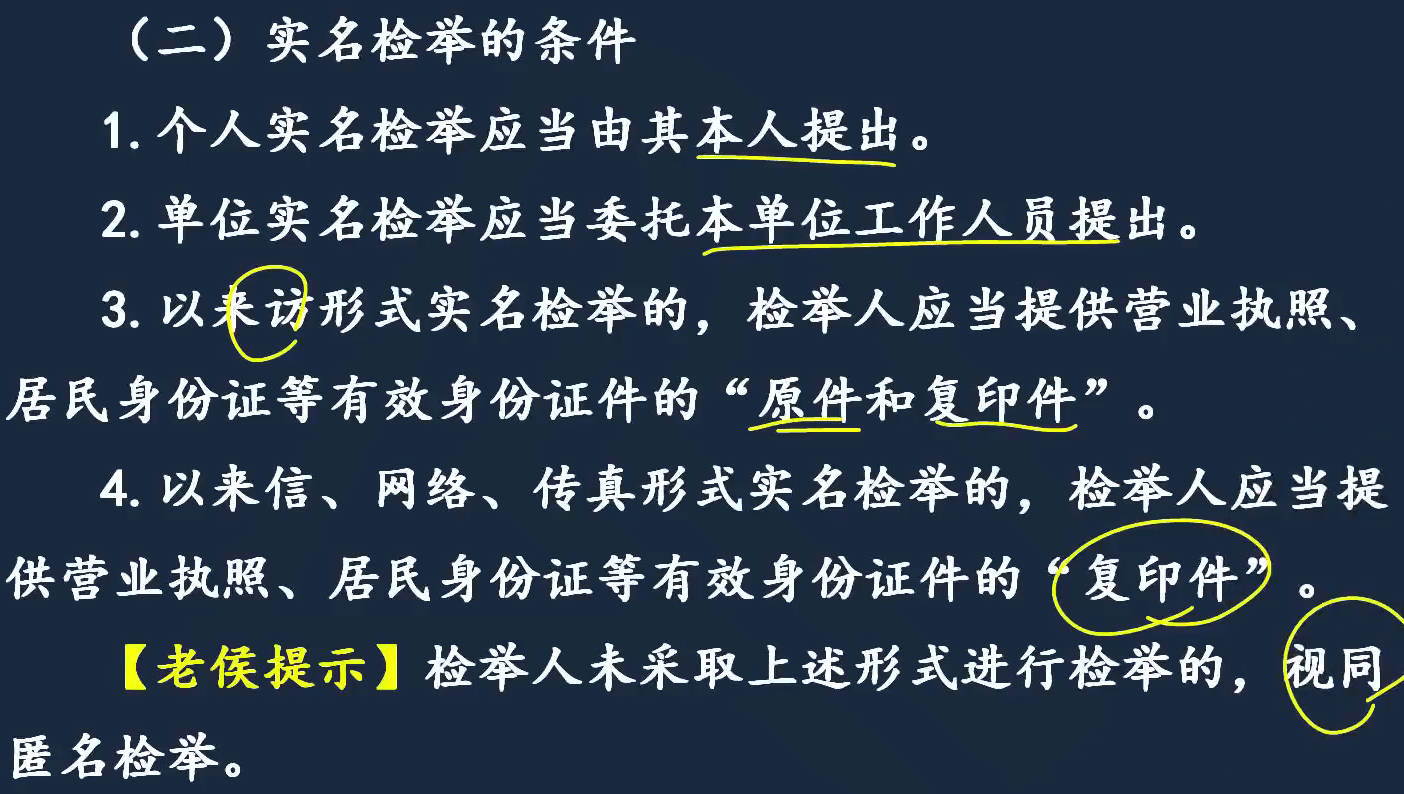 （二）实名检举的条件
1.个人实名检举应当由其本人提出。
2.单位实名检举应当委托本单位工作人员提出。
3.以来访形式实名检举的，检举人应当提供营业执照、
居民身份证等有效身份证件的“原件和复印件”。
4.以来信、网络、传真形式实名检举的，检举人应当提
供营业执照、居民身份证等有效身份证件的“复印件”。
【老侯提示】检举人未采取上述形式进行检举的，视同
匿名检举。